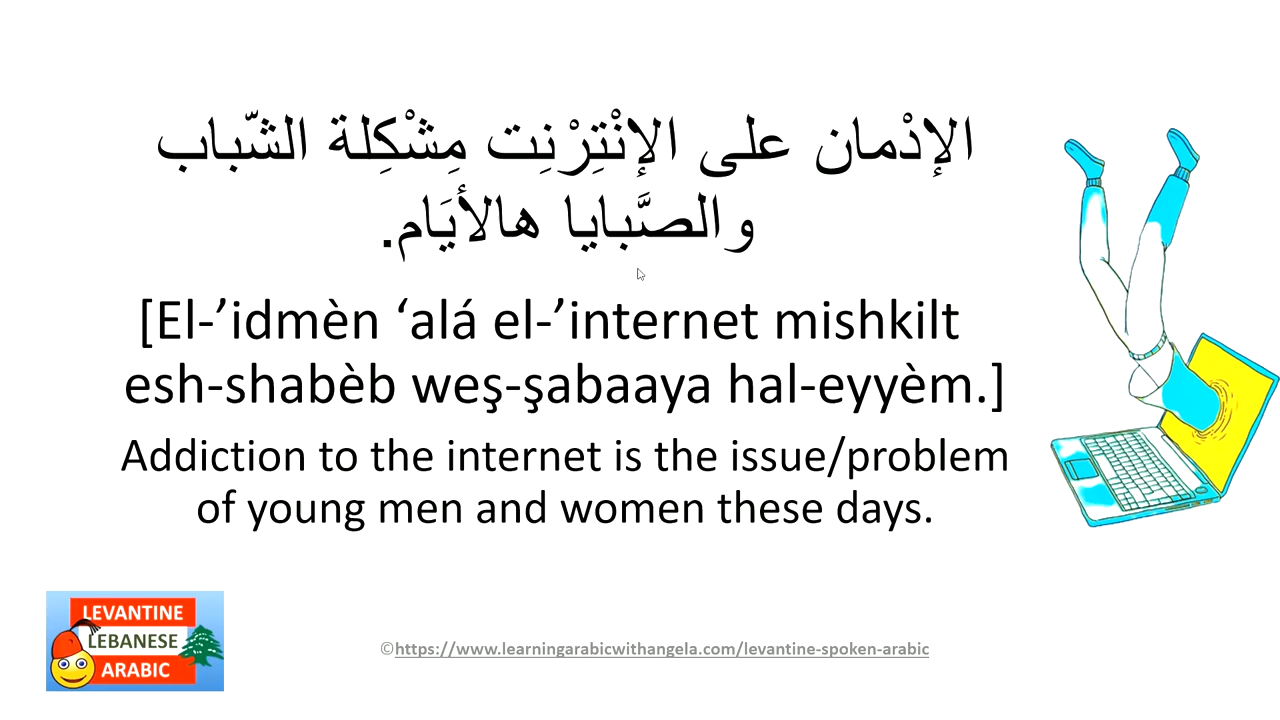 الإدْمان على الإنْتِرْنِت مِشْكِلة الشّباب
والصَّبايا هالأيَام.
[El-’idmèn ‘alá el-’internet mishkilt
esh-shabèb weş-şabaaya hal-eyyèm.]
Addiction to the internet is the issue/problem
of young men and women these days.
LEVANTINE
LEBANESE
ARABIC
©https://www.learningarabicwithangela.com/levantine-spoken-arabic